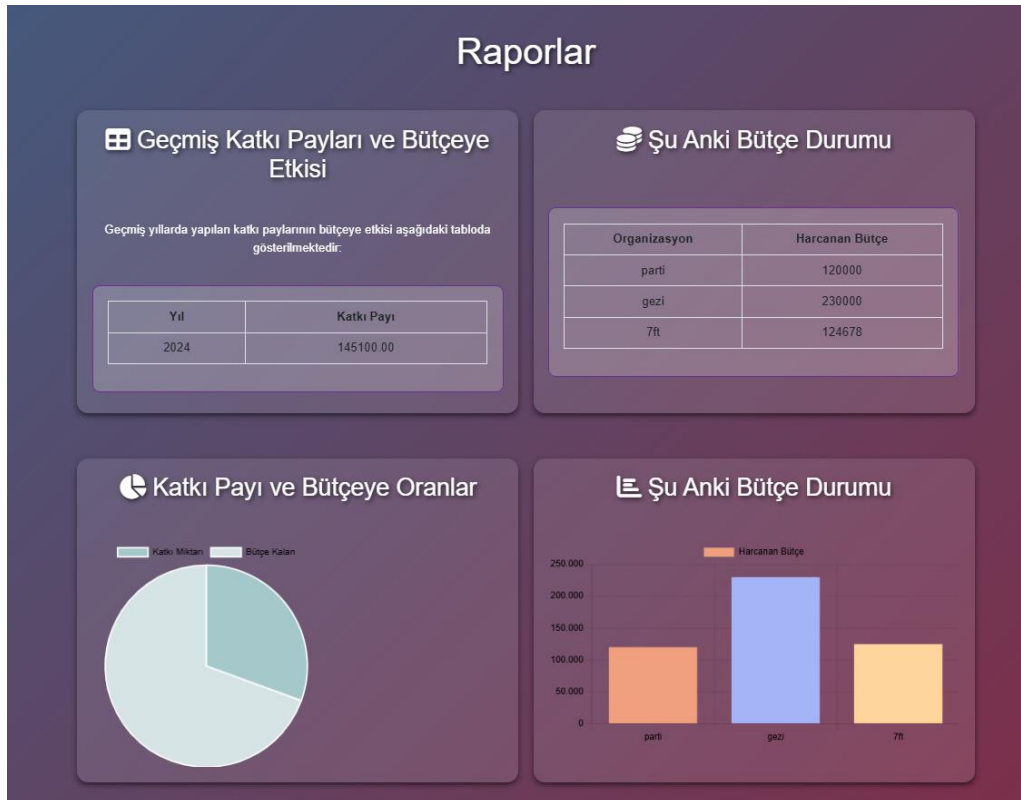 Raporlar
Geçmiş Katkı Payları ve Bütçeye
Etkisi
Geçmiş yıllarda yapılan katkı paylarının bütçeye etkisi aşağıdaki tabloda
gösterilmektedir:
Yıl Katkı Payı
2024 145100.00
Şu Anki Bütçe Durumu
Organizasyon Harcanan Bütçe
parti 120000
gezi 230000
7ft 124678
Katkı Payı ve Bütçeye Oranlar
Katkı Miktarı Bütpe Kalan
Şu Anki Bütçe Durumu
Harcanan Bütçe
250.000
200.000
150.000
100.000
50.000
0
parti gezi 7ft